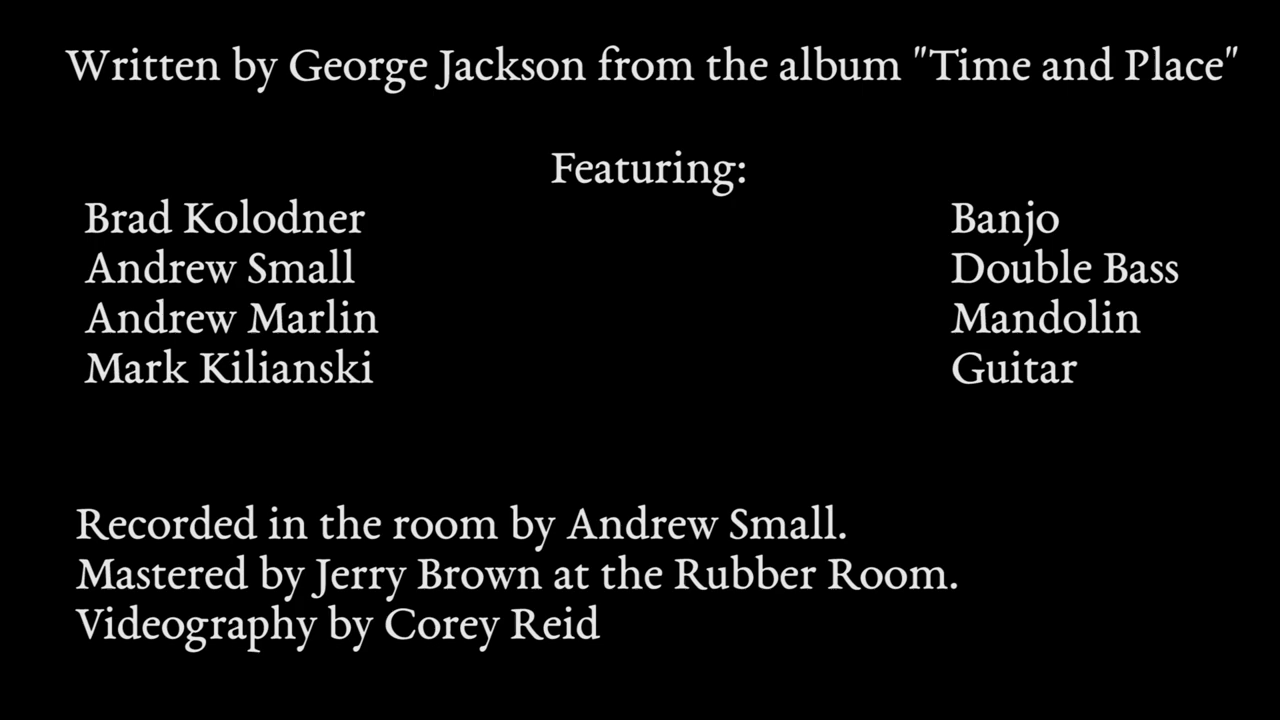 Written by George Jackson from the album "Time and Place"
Featuring:
Brad Kolodner Banjo
Andrew Small Double Bass
Andrew Marlin Mandolin
Mark Kilianski Guitar
Recorded in the room by Andrew Small.
Mastered by Jerry Brown at the Rubber Room.
Videography by Corey Reid